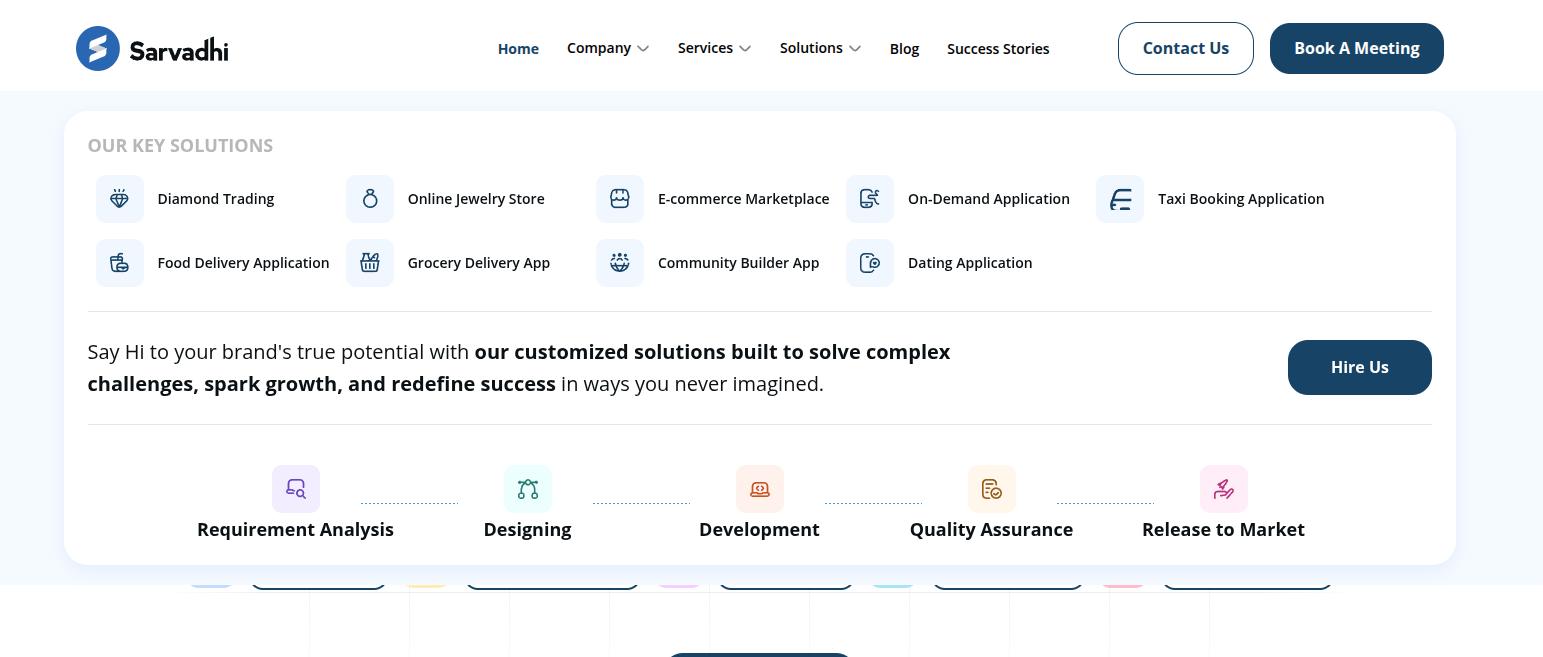 Sarvadhi
Home Company Services Solutions Blog Success Stories Contact Us Book A Meeting
OUR KEY SOLUTIONS
Diamond Trading Online Jewelry Store E-commerce Marketplace On-Demand Application Taxi Booking Application
Food Delivery Application Grocery Delivery App Community Builder App Dating Application
Say Hi to your brand's true potential with our customized solutions built to solve complex
challenges, spark growth, and redefine success in ways you never imagined.
Hire Us
Requirement Analysis Designing Development Quality Assurance Release to Market